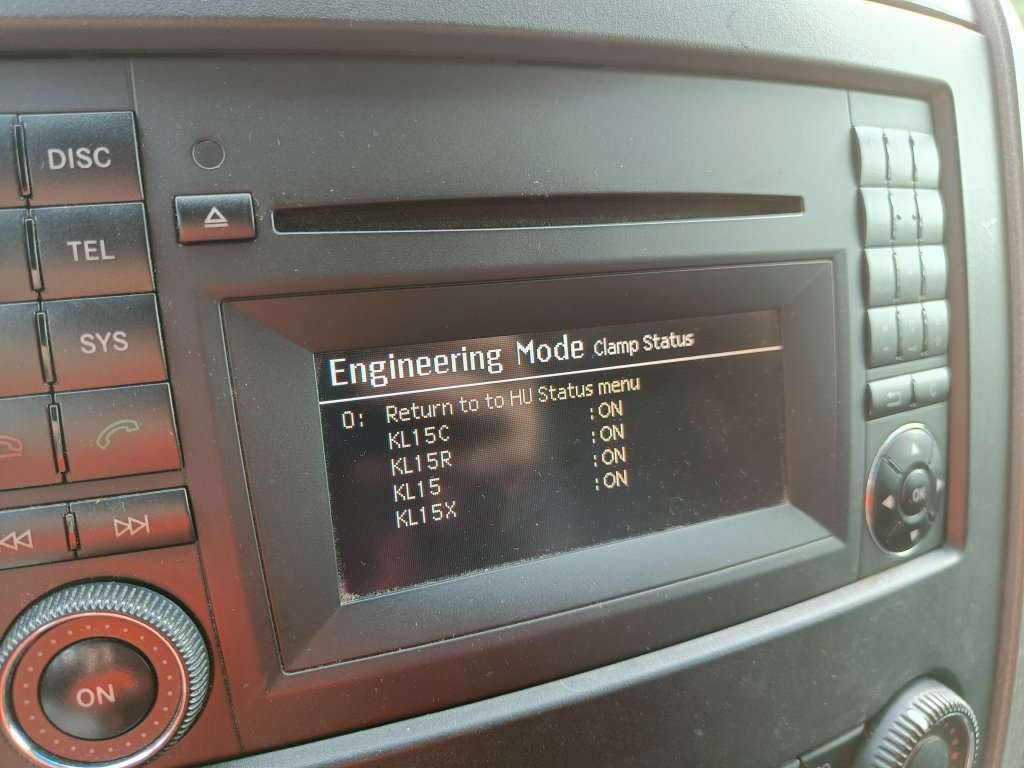 DISC
TEL
SYS
ON
Engineering Mode Clamp Status
0: Return to to HU Status menu
KL15C :ON
KL15R :ON
KL15 :ON
KL15X :ON
OK